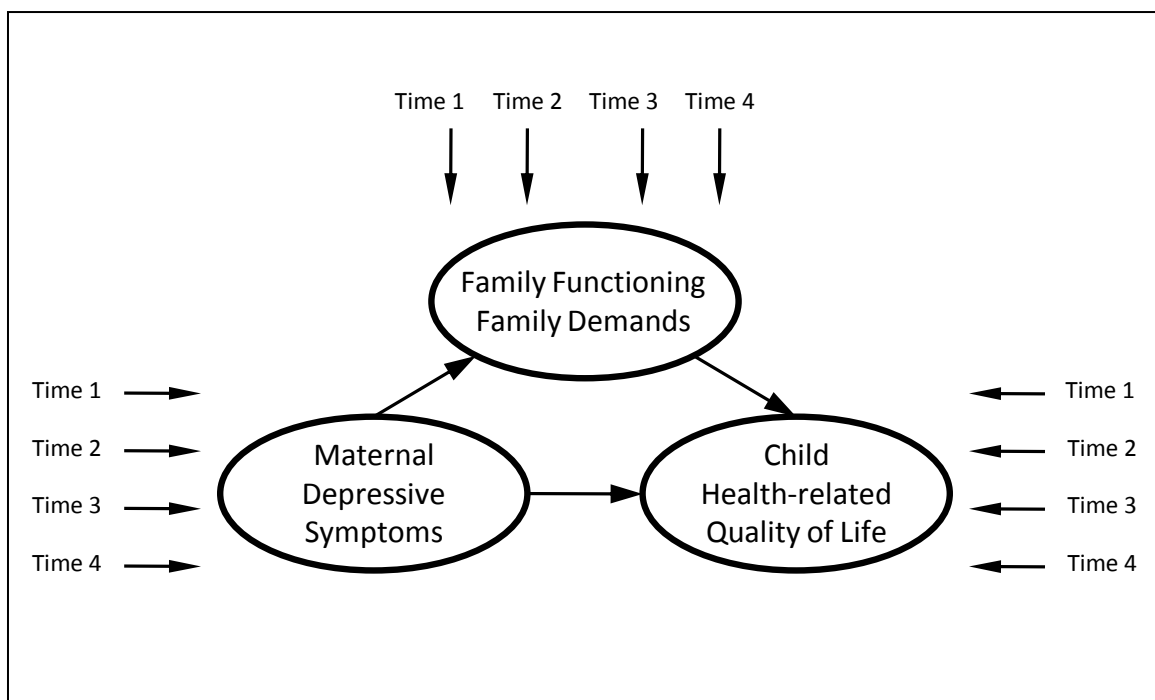 Time 1 Time 2 Time 3 Time 4
Family Functioning
Family Demands
Time 1
Time 2
Time 3
Time 4
Maternal
Depressive
Symptoms
Child
Health-related
Quality of Life
Time 1
Time 2
Time 3
Time 4